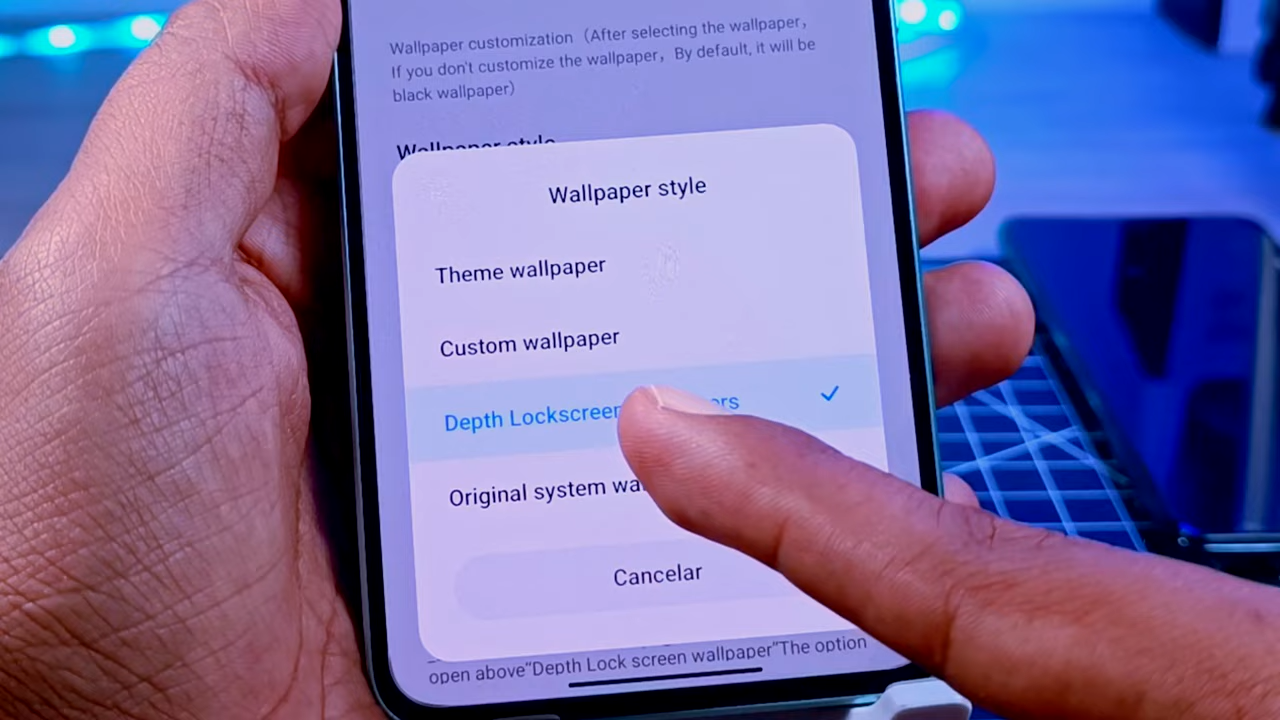 Wallpaper customization（After selecting the wallpaper，
If you don't customize the wallpaper，By default, it will be
black wallpaper）
Wallpaper style
Wallpaper style
Theme wallpaper
Custom wallpaper
Depth Lockscreen
Original system
Cancelar
open above"Depth Lock screen wallpaper"The option